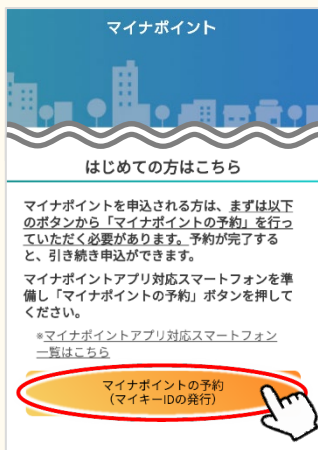 マイナポイント
はじめての方はこちら
マイナポイントを申込される方は、まずは以下
のボタンから「マイナポイントの予約」を行っ
ていただく必要があります。予約が完了する
と、引き続き申込ができます。
マイナポイントアプリ対応スマートフォンを準
備し「マイナポイントの予約」ボタンを押して
ください。
※マイナポイントアプリ対応スマートフォン
一覧はこちら
マイナポイントの予約
（マイキーIDの発行）